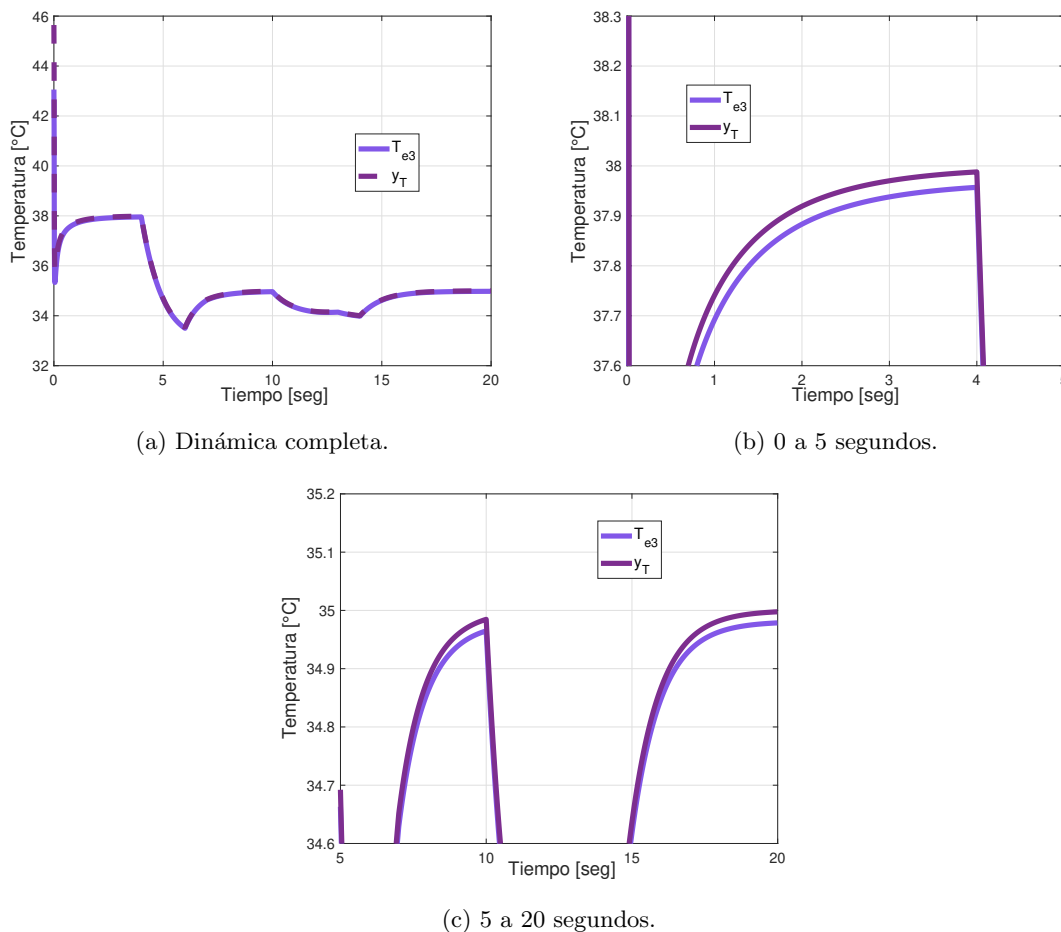 46
44
42
40
38
36
34
32
Temperatura [°C]
T_e3
y_T
0 5 10 15 20
Tiempo [seg]
(a) Dinámica completa.
38.3
38.2
38.1
38
37.9
37.8
37.7
37.6
Temperatura [°C]
T_e3
y_T
0 1 2 3 4 5
Tiempo [seg]
(b) 0 a 5 segundos.
35.2
35.1
35
34.9
34.8
34.7
34.6
Temperatura [°C]
T_e3
y_T
5 10 15 20
Tiempo [seg]
(c) 5 a 20 segundos.